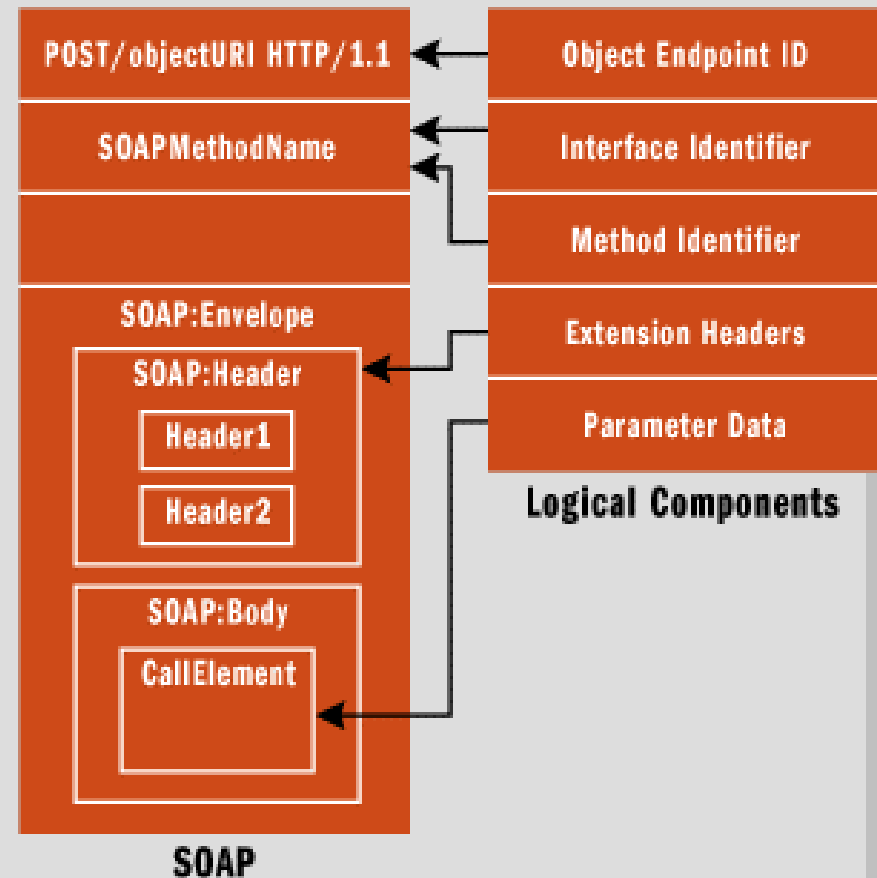 POST/objectURI HTTP/1.1
SOAPMethodName
SOAP:Envelope
SOAP:Header
Header1
Header2
SOAP:Body
CallElement
SOAP
Object Endpoint ID
Interface Identifier
Method Identifier
Extension Headers
Parameter Data
Logical Components